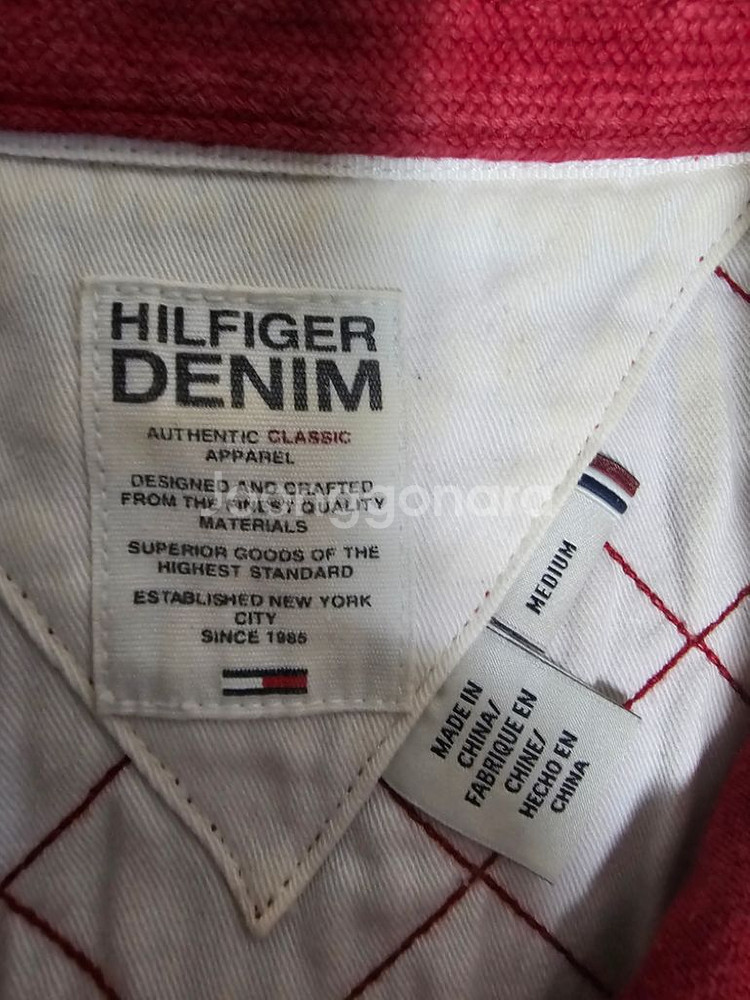 HILFIGER
DENIM
AUTHENTIC CLASSIC
APPAREL
DESIGNED AND CRAFTED
FROM THE FINEST QUALITY
MATERIALS
SUPERIOR GOODS OF THE
HIGHEST STANDARD
ESTABLISHED NEW YORK
CITY
SINCE 1985
MEDIUM
MADE IN
CHINA/
FABRIQUE EN
CHINE/
HECHO EN
CHINA
Joonggonara